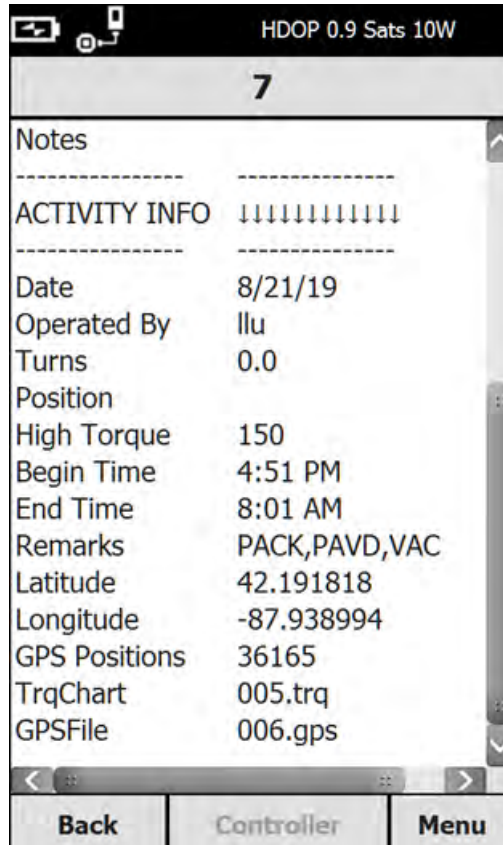 HDOP 0.9 Sats 10W
7
Notes
---------------- ---------------
ACTIVITY INFO ↓↓↓↓↓↓↓↓↓↓↓↓
---------------- ---------------
Date 8/21/19
Operated By llu
Turns 0.0
Position
High Torque 150
Begin Time 4:51 PM
End Time 8:01 AM
Remarks PACK,PAVD,VAC
Latitude 42.191818
Longitude -87.938994
GPS Positions 36165
TrqChart 005.trq
GPSFile 006.gps
Back Controller Menu